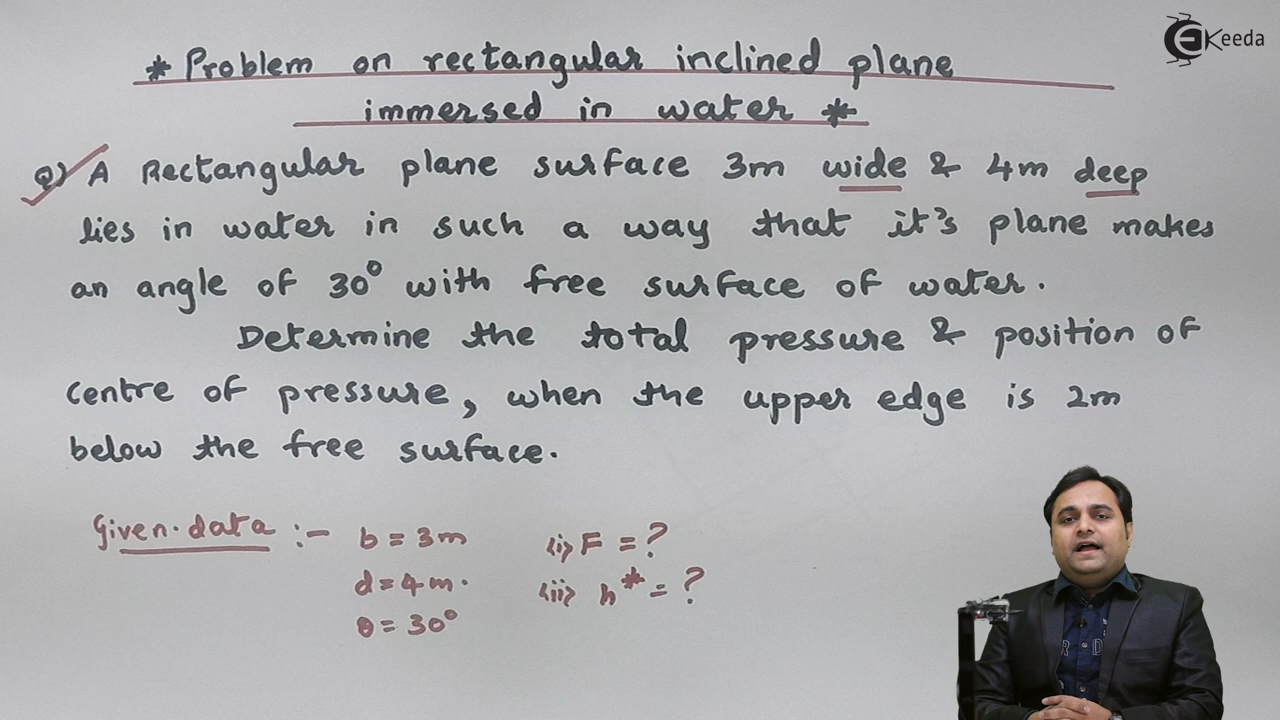 EKeeda
* Problem on rectangular inclined plane
immersed in water *
Q) A Rectangular plane surface 3m wide & 4m deep
lies in water in such a way that it's plane makes
an angle of 30° with free surface of water.
Determine the total pressure & position of
centre of pressure, when the upper edge is 2m
below the free surface.
Given data :- b = 3m (i) F = ?
d = 4m. (ii) h* = ?
θ = 30°